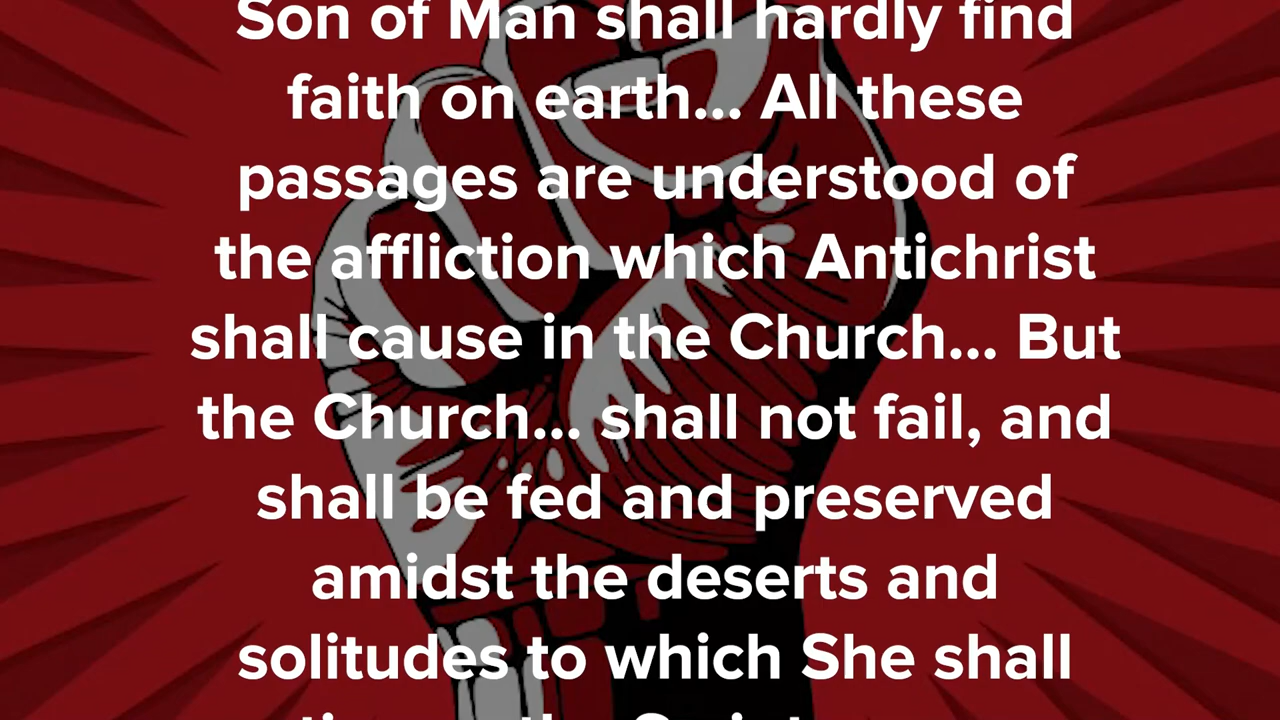 Son of Man shall hardly find
faith on earth... All these
passages are understood of
the affliction which Antichrist
shall cause in the Church... But
the Church... shall not fail, and
shall be fed and preserved
amidst the deserts and
solitudes to which She shall